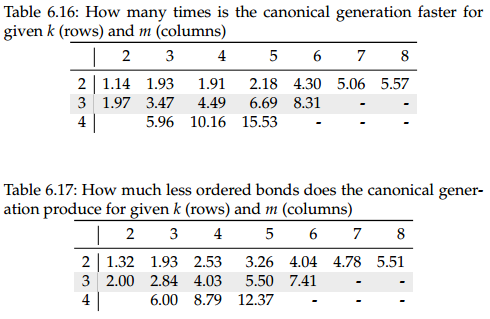 Table 6.16: How many times is the canonical generation faster for
given k (rows) and m (columns)
2 3 4 5 6 7 8
2 1.14 1.93 1.91 2.18 4.30 5.06 5.57
3 1.97 3.47 4.49 6.69 8.31 - -
4 5.96 10.16 15.53 - - -
Table 6.17: How much less ordered bonds does the canonical gener-
ation produce for given k (rows) and m (columns)
2 3 4 5 6 7 8
2 1.32 1.93 2.53 3.26 4.04 4.78 5.51
3 2.00 2.84 4.03 5.50 7.41 - -
4 6.00 8.79 12.37 - - -